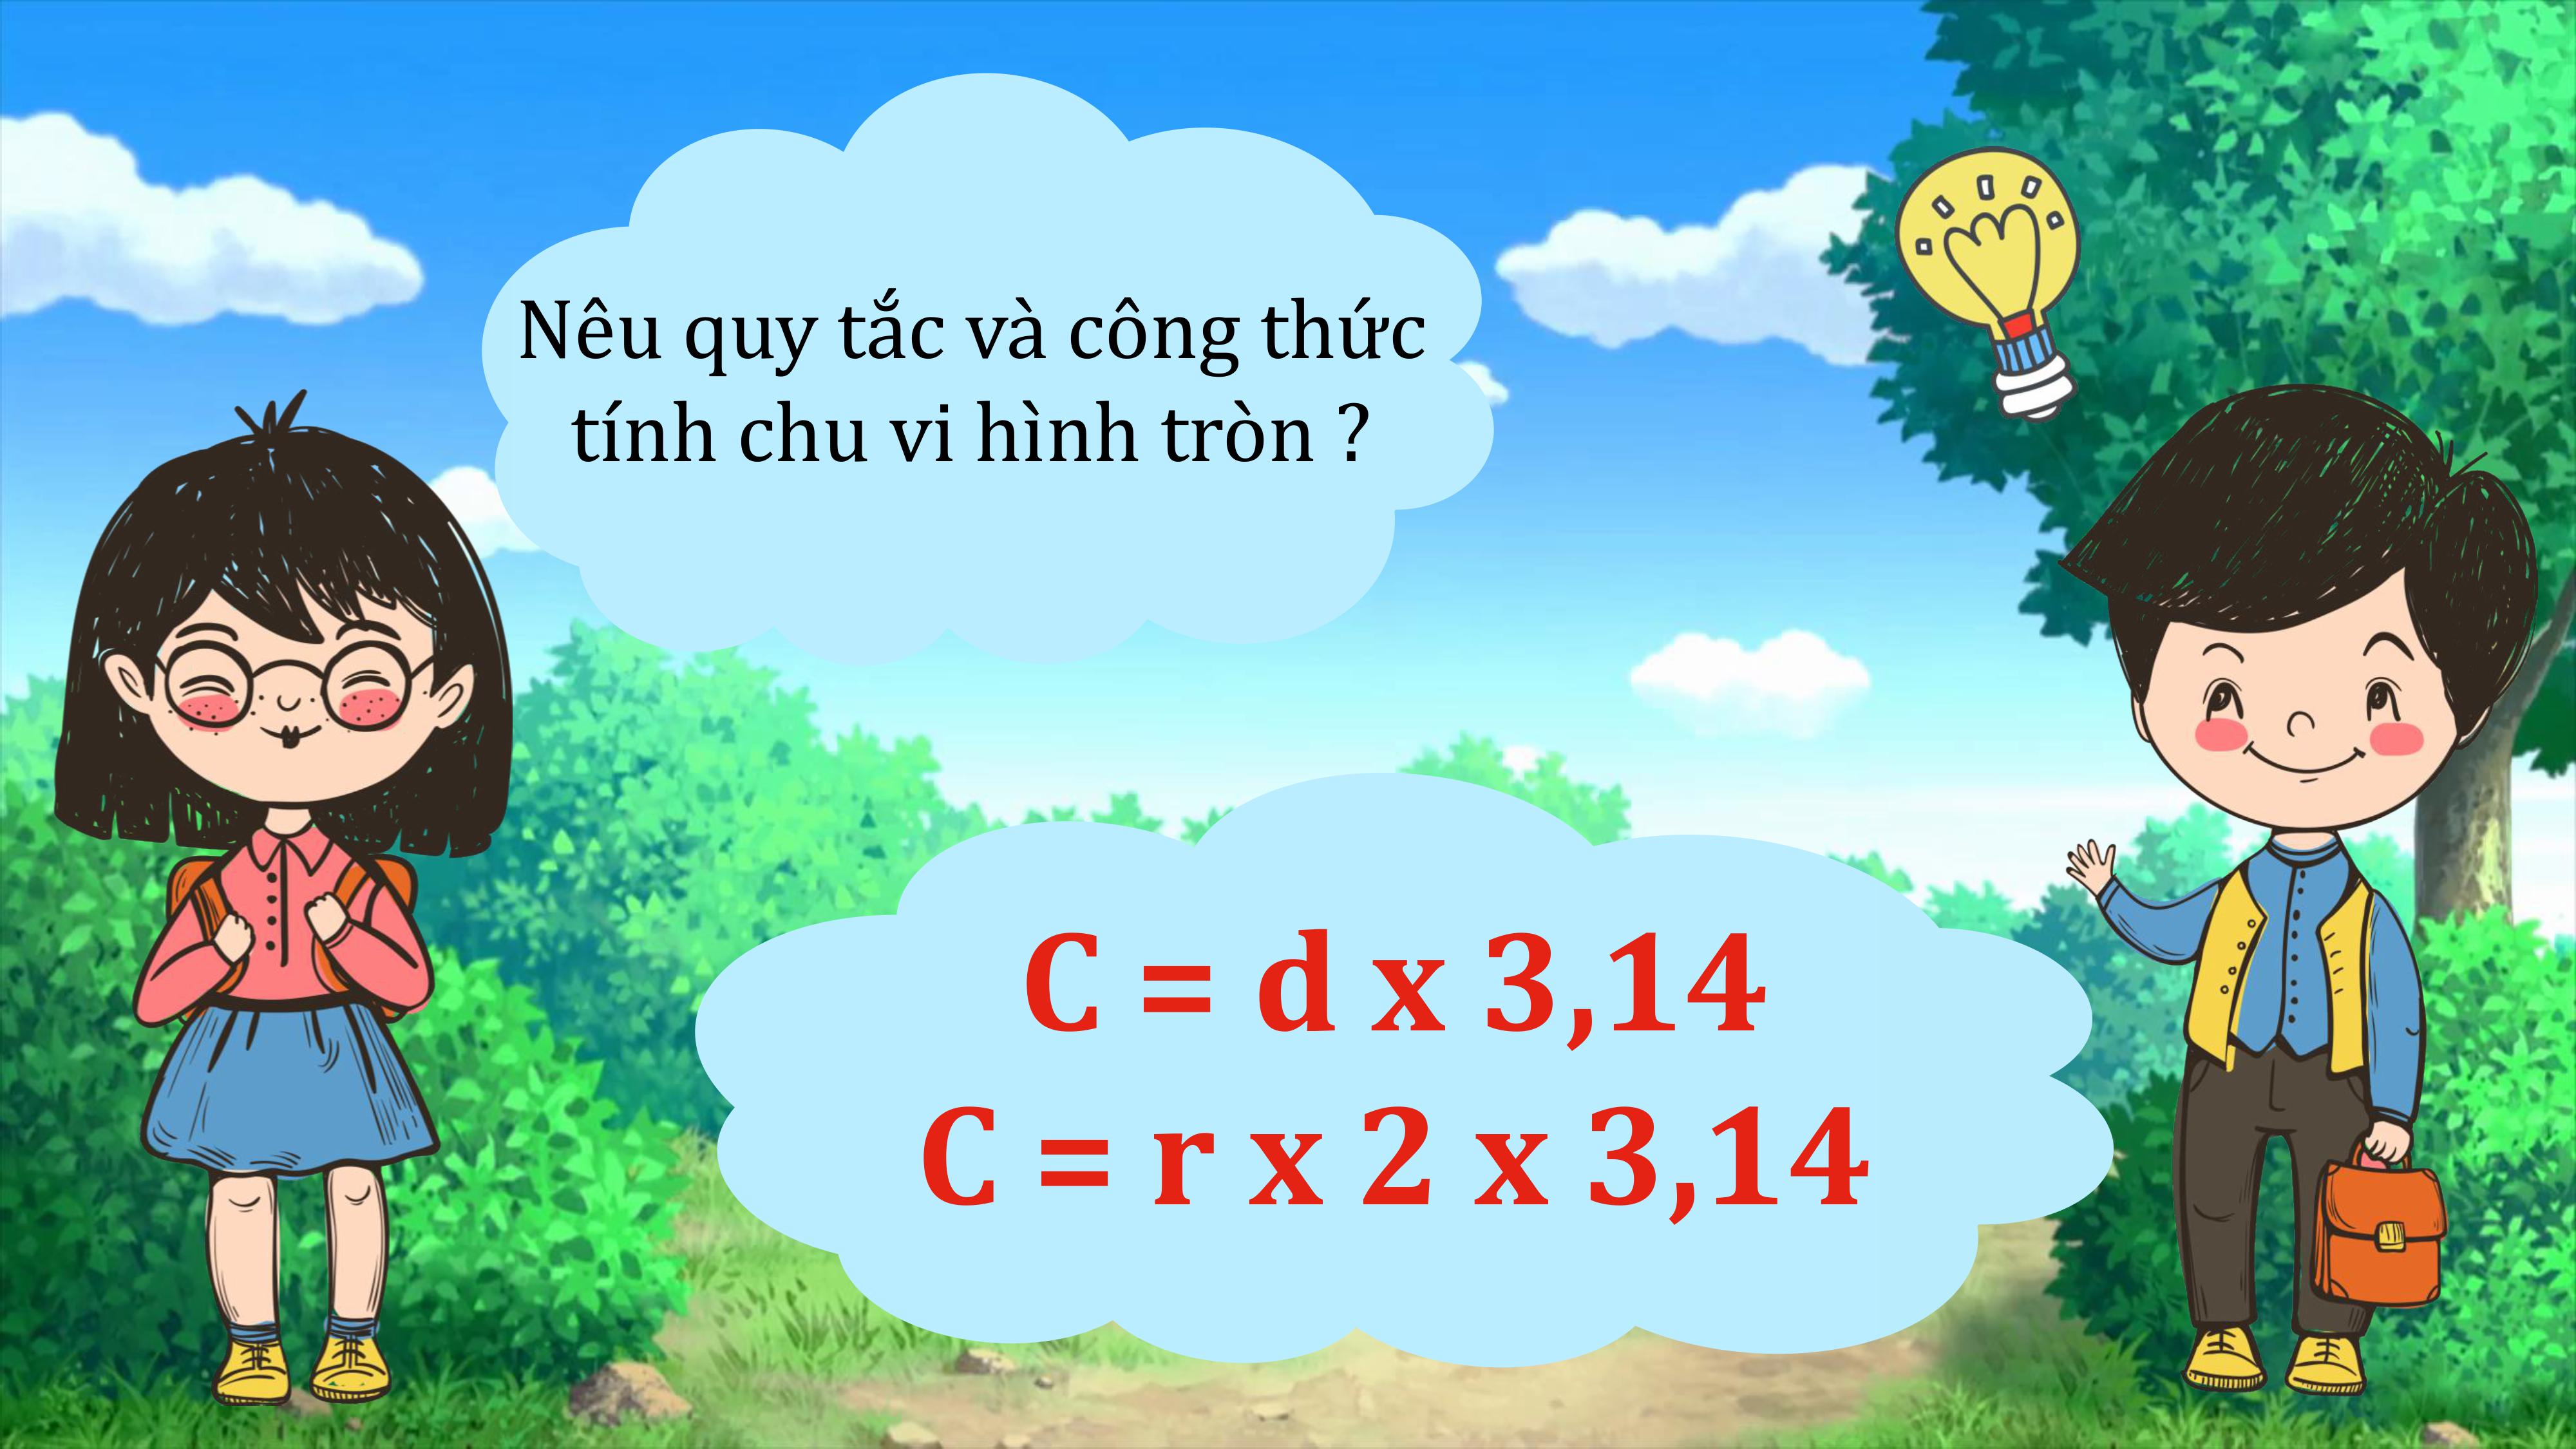 Nêu quy tắc và công thức
tính chu vi hình tròn ?
C = d x 3,14
C = r x 2 x 3,14